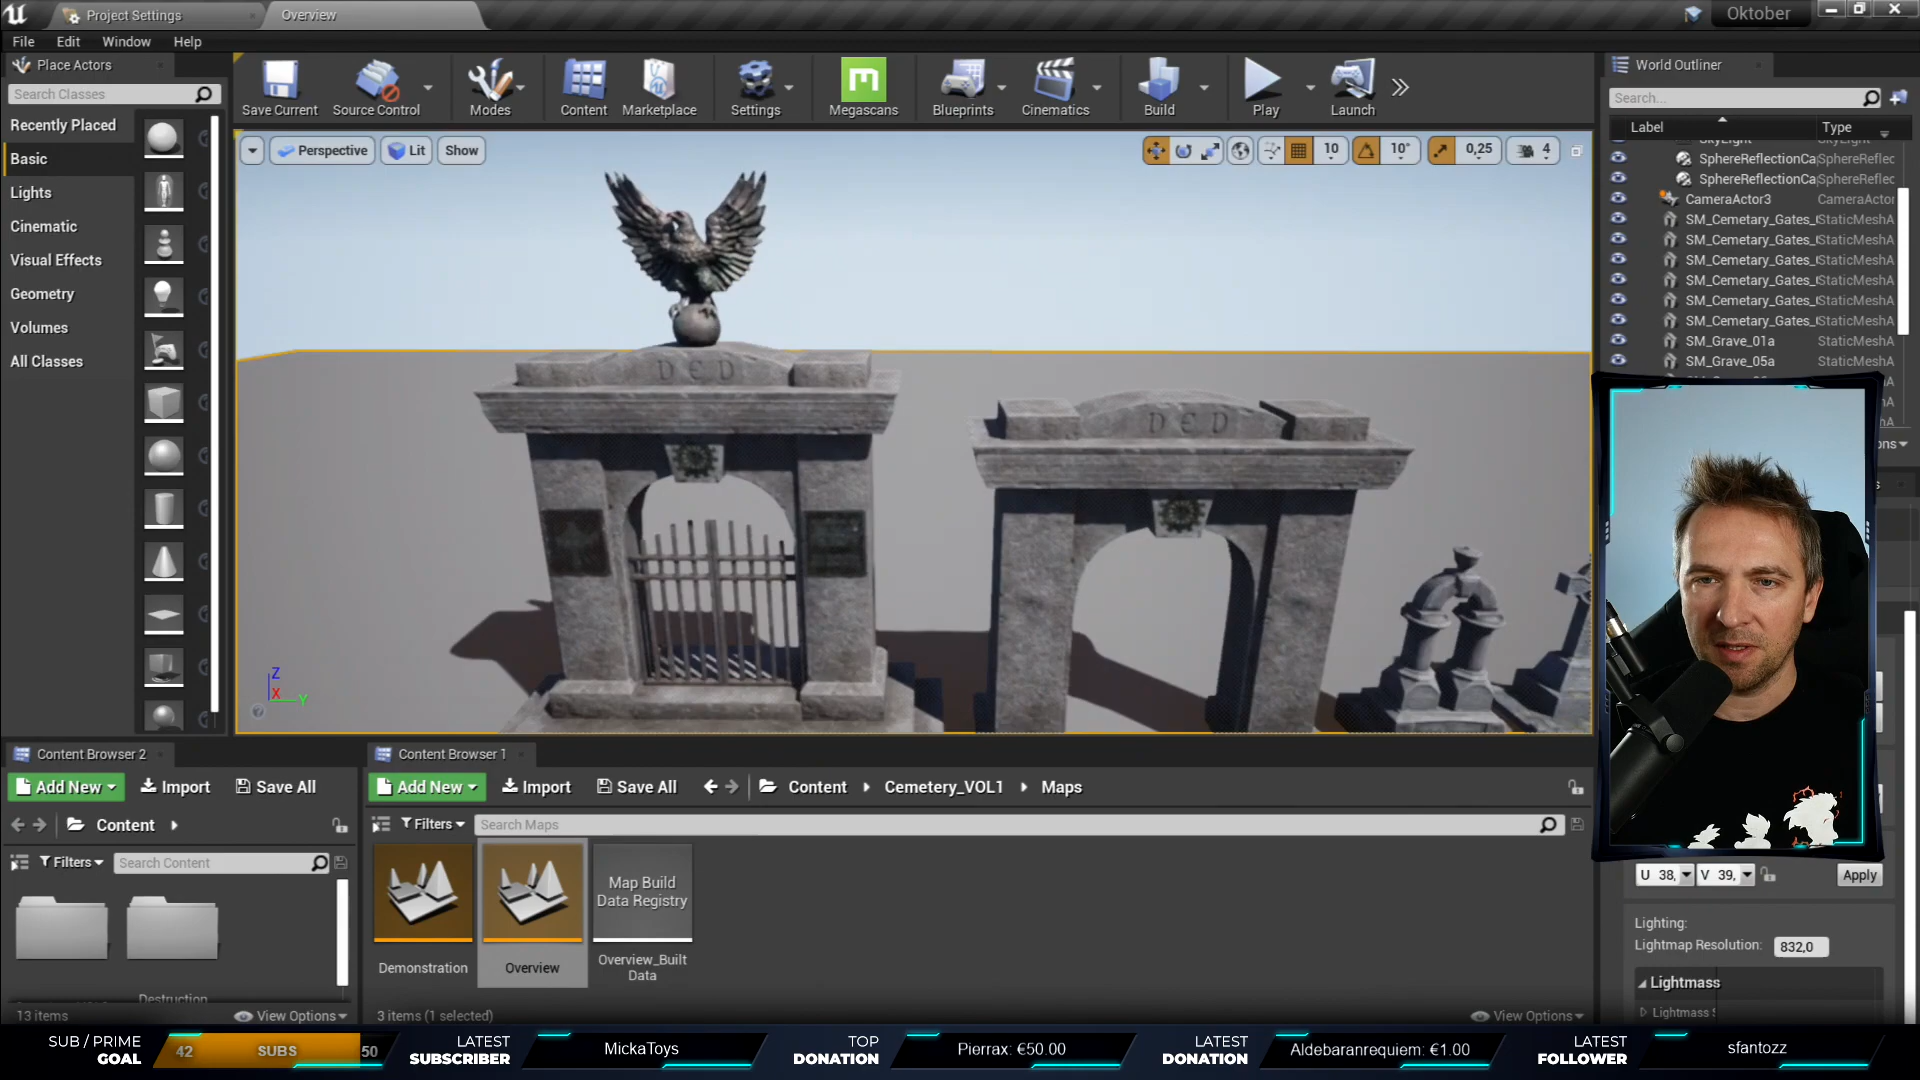 Project Settings
Overview
Oktober
File Edit Window Help
Place Actors
Search Classes
Recently Placed
Basic
Lights
Cinematic
Visual Effects
Geometry
Volumes
All Classes
Save Current
Source Control
Modes
Content
Marketplace
Settings
Megascans
Blueprints
Cinematics
Build
Play
Launch
Perspective
Lit
Show
10
10°
0,25
4
D E D
D E D
Z
X
Y
World Outliner
Search...
Label
Type
SkyLight
SphereReflectionCa SphereReflec
SphereReflectionCa SphereReflec
CameraActor3 CameraActor
SM_Cemetary_Gates_ StaticMeshA
SM_Cemetary_Gates_ StaticMeshA
SM_Cemetary_Gates_ StaticMeshA
SM_Cemetary_Gates_ StaticMeshA
SM_Cemetary_Gates_ StaticMeshA
SM_Cemetary_Gates_ StaticMeshA
SM_Grave_01a StaticMeshA
SM_Grave_05a StaticMeshA
U 38, V 39,
Apply
Lighting:
Lightmap Resolution: 832,0
Lightmass
Lightmass S
Content Browser 2
Add New Import Save All
Content
Filters
Search Content
Destruction
13 items
View Options
Content Browser 1
Add New Import Save All
Content Cemetery_VOL1 Maps
Filters
Search Maps
Map Build
Data Registry
Demonstration
Overview
Overview_Built
Data
3 items (1 selected)
View Options
SUB / PRIME
GOAL
42 SUBS 50
LATEST
SUBSCRIBER
MickaToys
TOP
DONATION
Pierrax: €50.00
LATEST
DONATION
Aldebaranrequiem: €1.00
LATEST
FOLLOWER
sfantozz